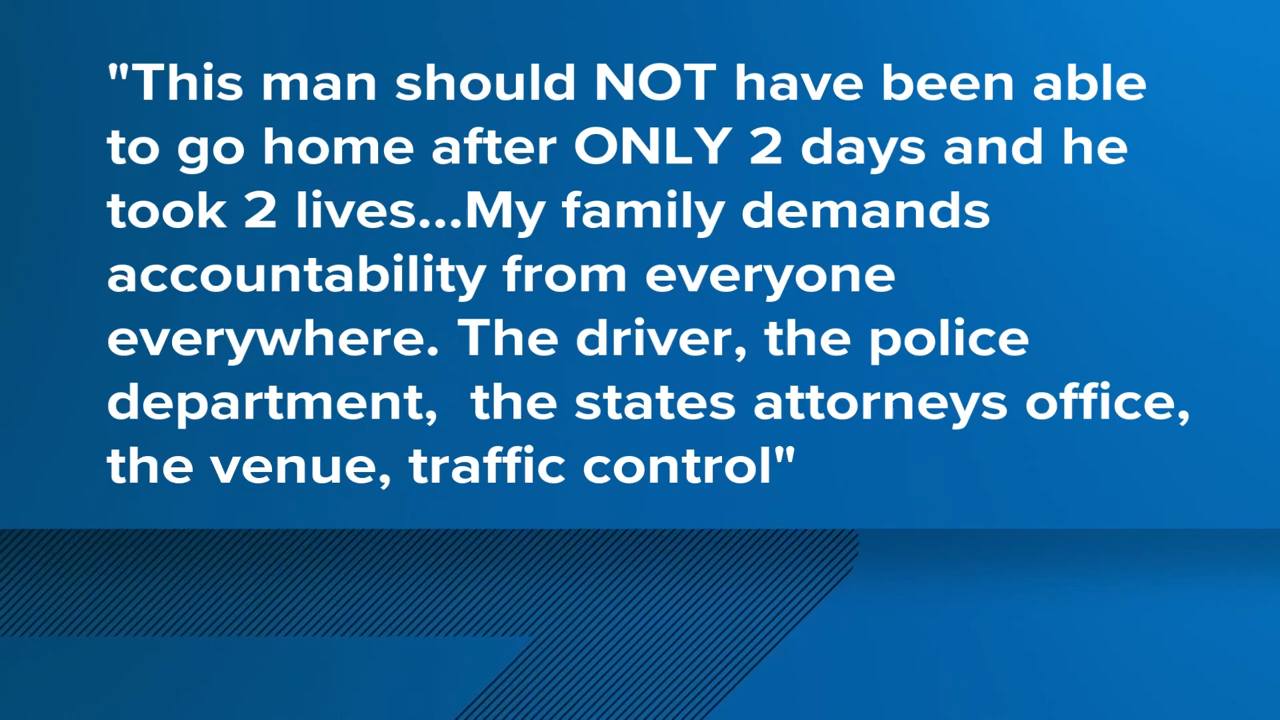 "This man should NOT have been able
to go home after ONLY 2 days and he
took 2 lives...My family demands
accountability from everyone
everywhere. The driver, the police
department,  the states attorneys office,
the venue, traffic control"